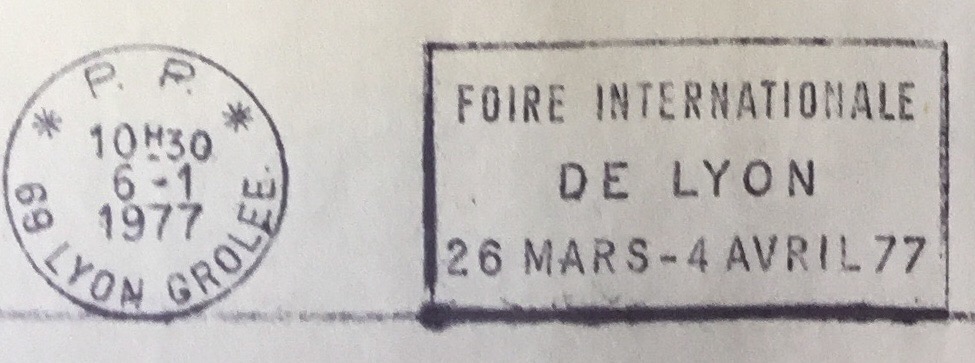 * P. P. *
10H30
6-1
1977
69 LYON GROLEE.
FOIRE INTERNATIONALE
DE LYON
26 MARS-4 AVRIL 77